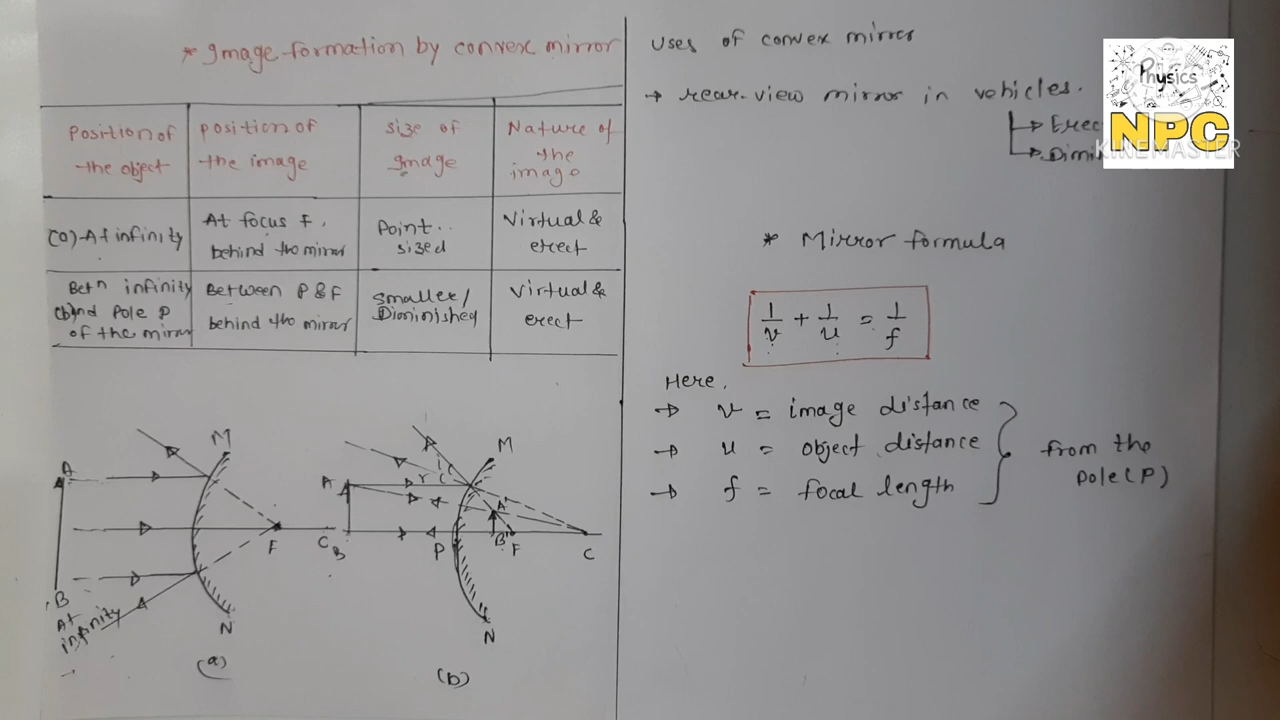 * Image formation by convex mirror
Position of
the object
position of
the image
size of
Image
Nature of
the
image
(a)-At infinity
At focus F,
behind the mirror
Point..
sized
Virtual &
erect
Betn infinity
(b)and Pole P
of the mirror
Between P & F
behind the mirror
Smaller/
Diminished
Virtual &
erect
A
B
At
infinity
M
F
C
N
(a)
A
B
M
i
r
P
A'
B'
F
C
N
(b)
Uses of convex mirror
→ rear-view mirror in vehicles.
→ Erec
→ Dimi
Physics
NPC
KINEMASTER
* Mirror formula
1/v + 1/u = 1/f
Here,
→ v = image distance
→ u = object distance
→ f = focal length
from the
pole(P)